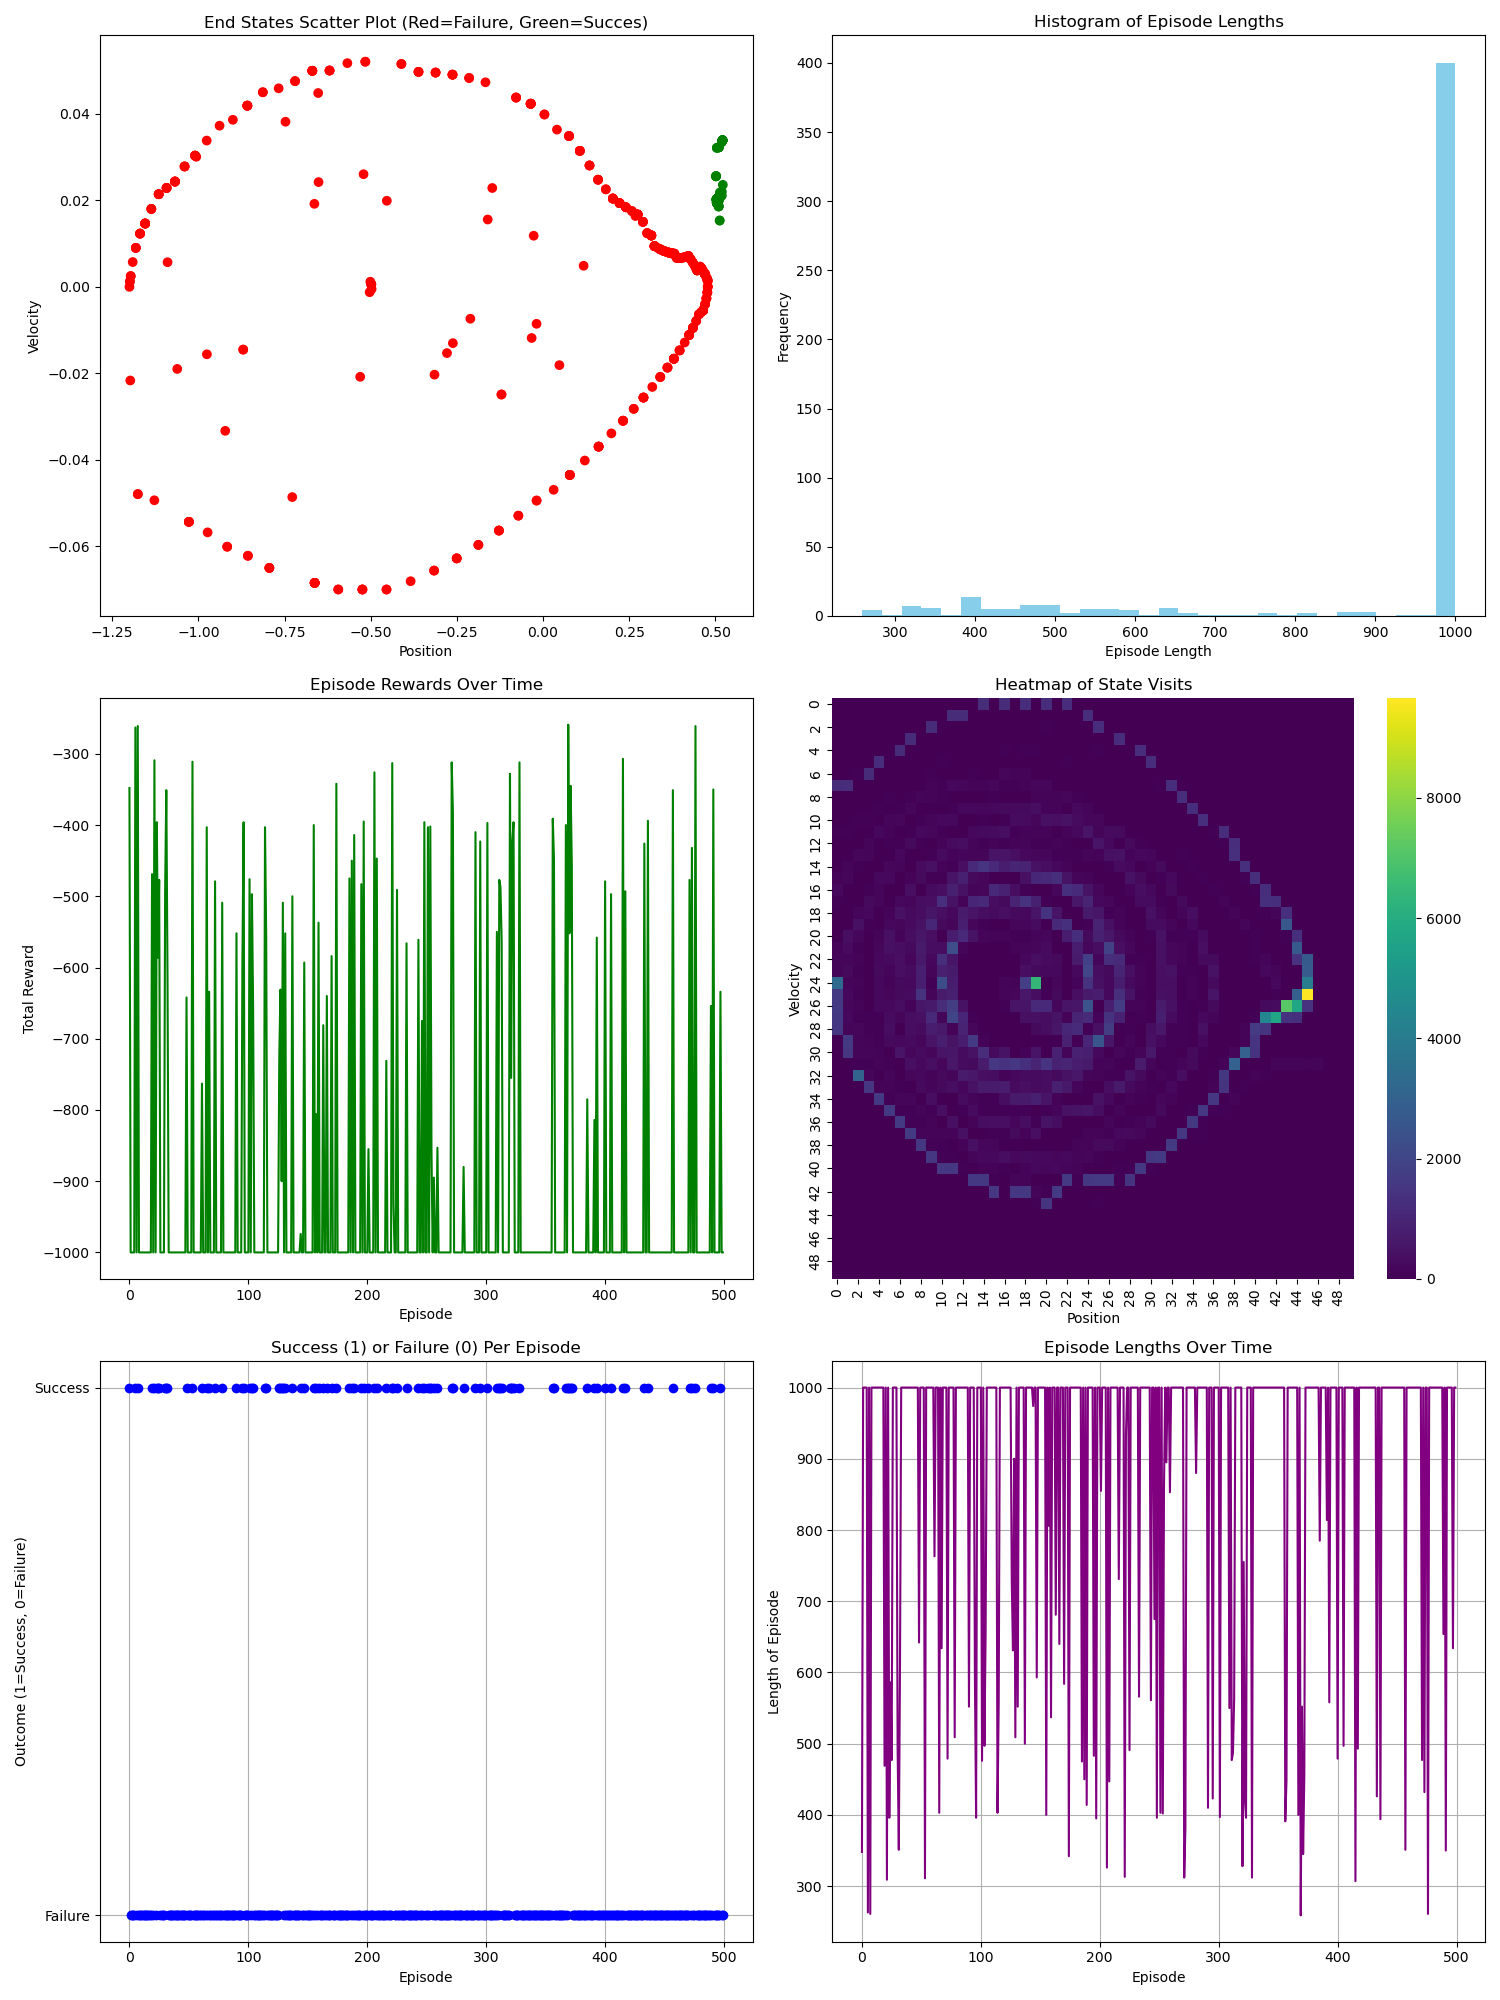 End States Scatter Plot (Red=Failure, Green=Succes)
Velocity
0.04
0.02
0.00
−0.02
−0.04
−0.06
−1.25 −1.00 −0.75 −0.50 −0.25 0.00 0.25 0.50
Position
Histogram of Episode Lengths
Frequency
400
350
300
250
200
150
100
50
0
300 400 500 600 700 800 900 1000
Episode Length
Episode Rewards Over Time
Total Reward
−300
−400
−500
−600
−700
−800
−900
−1000
0 100 200 300 400 500
Episode
Heatmap of State Visits
Velocity
0
2
4
6
8
10
12
14
16
18
20
22
24
26
28
30
32
34
36
38
40
42
44
46
48
0 2 4 6 8 10 12 14 16 18 20 22 24 26 28 30 32 34 36 38 40 42 44 46 48
Position
8000
6000
4000
2000
0
Success (1) or Failure (0) Per Episode
Outcome (1=Success, 0=Failure)
Success
Failure
0 100 200 300 400 500
Episode
Episode Lengths Over Time
Length of Episode
1000
900
800
700
600
500
400
300
0 100 200 300 400 500
Episode